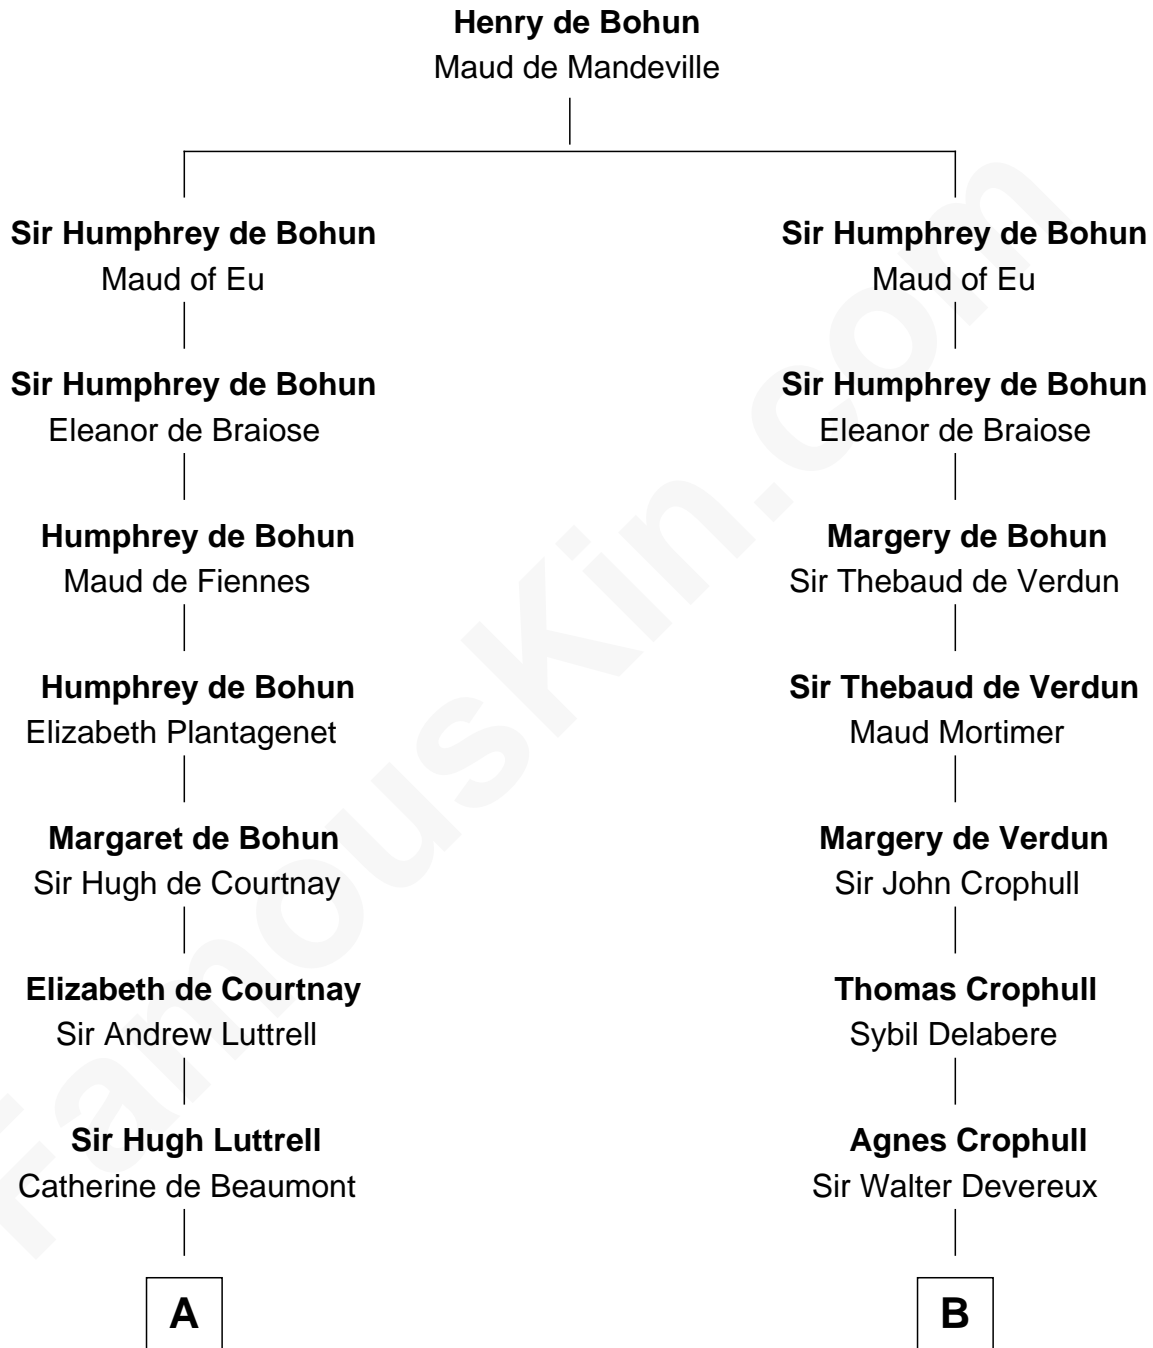 Henry de Bohun
Maud de Mandeville
Sir Humphrey de Bohun
Maud of Eu
Sir Humphrey de Bohun
Eleanor de Braiose
Humphrey de Bohun
Maud de Fiennes
Humphrey de Bohun
Elizabeth Plantagenet
Margaret de Bohun
Sir Hugh de Courtnay
Elizabeth de Courtnay
Sir Andrew Luttrell
Sir Hugh Luttrell
Catherine de Beaumont
A
Sir Humphrey de Bohun
Maud of Eu
Sir Humphrey de Bohun
Eleanor de Braiose
Margery de Bohun
Sir Thebaud de Verdun
Sir Thebaud de Verdun
Maud Mortimer
Margery de Verdun
Sir John Crophull
Thomas Crophull
Sybil Delabere
Agnes Crophull
Sir Walter Devereux
B
FamousKin.com